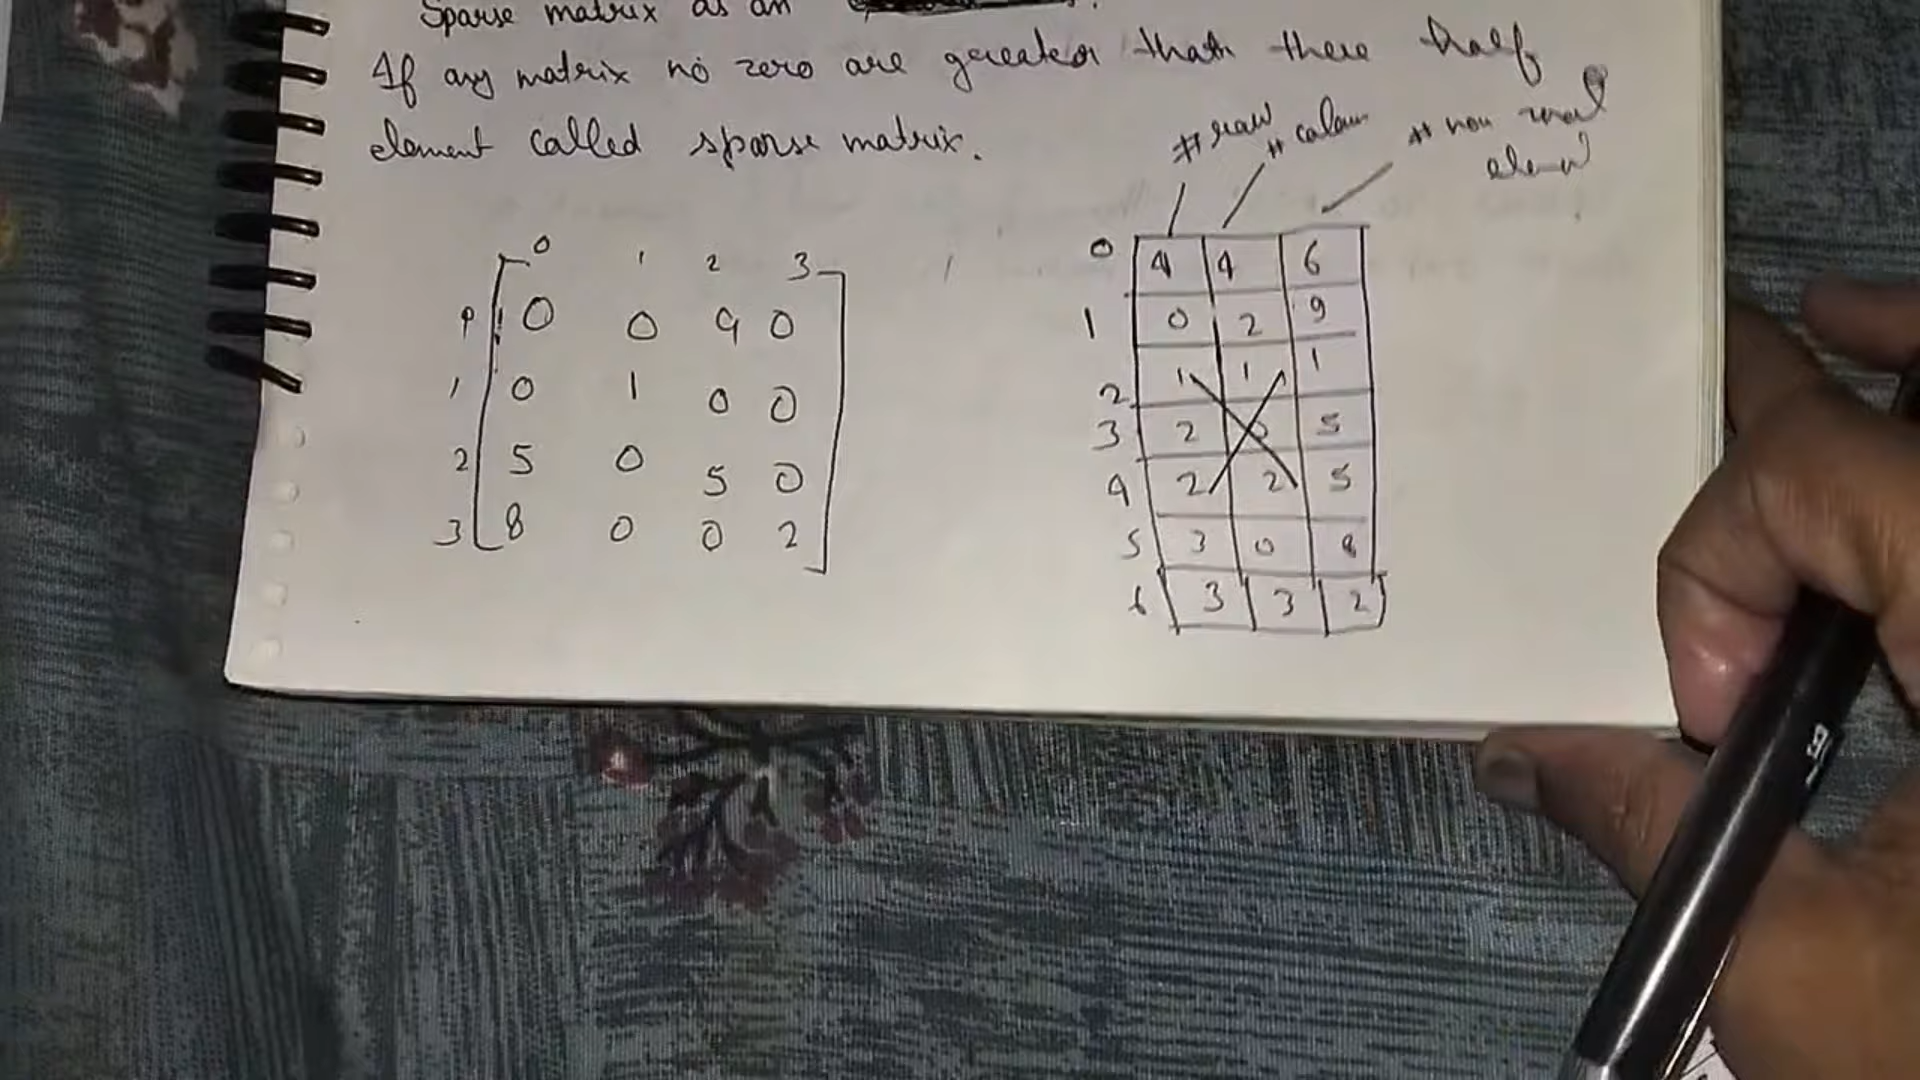 Sparse matrix as an
If any matrix no zero are greater than there half
element called sparse matrix.
# raw
# colum
# non
0 1 2 3
0 0 0 9 0
1 0 1 0 0
2 5 0 5 0
3 8 0 0 2
0 4 4 6
1 0 2 9
2 1 1 1
3 2 0 5
4 2 2 5
5 3 0 8
6 3 3 2